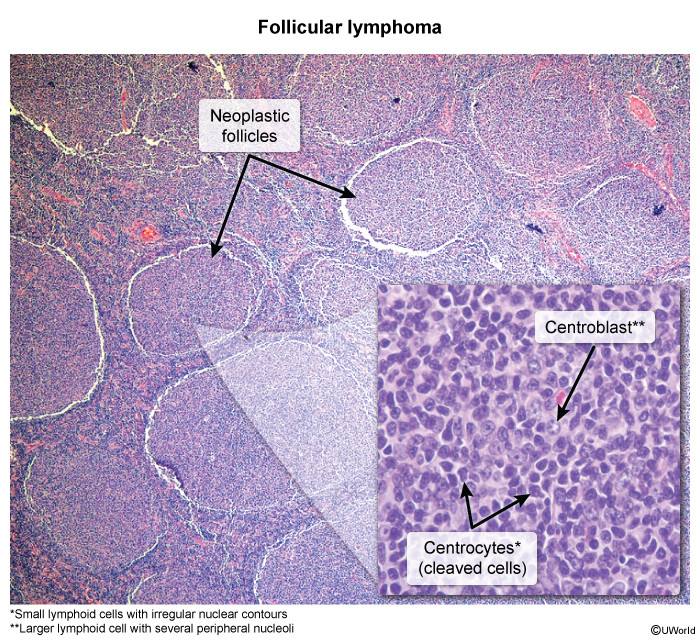 Follicular lymphoma
Neoplastic
follicles
Centroblast**
Centrocytes*
(cleaved cells)
*Small lymphoid cells with irregular nuclear contours
**Larger lymphoid cell with several peripheral nucleoli
©UWorld